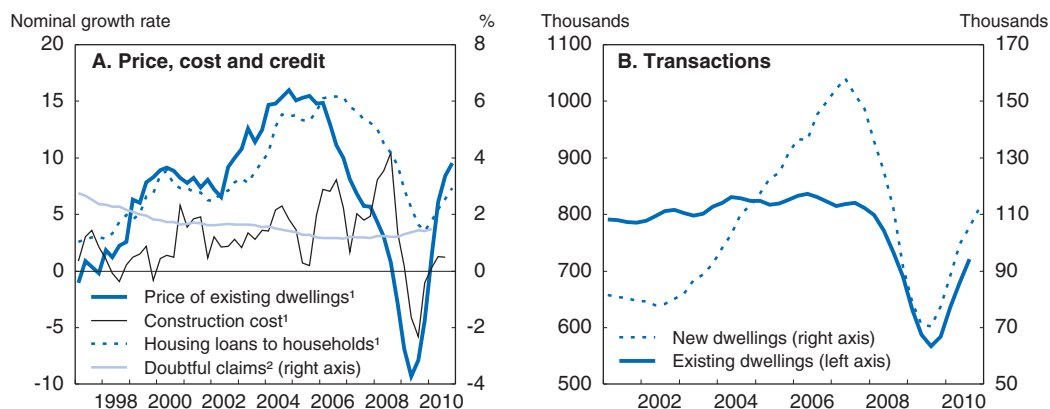 Nominal growth rate
%
20
8
A. Price, cost and credit
15
6
10
4
5
2
0
0
Price of existing dwellings¹
Construction cost¹
-5
-2
Housing loans to households¹
Doubtful claims² (right axis)
-10
-4
1998 2000 2002 2004 2006 2008 2010
Thousands
Thousands
1100
170
B. Transactions
1000
150
900
130
800
110
700
90
600
70
New dwellings (right axis)
Existing dwellings (left axis)
500
50
2002 2004 2006 2008 2010